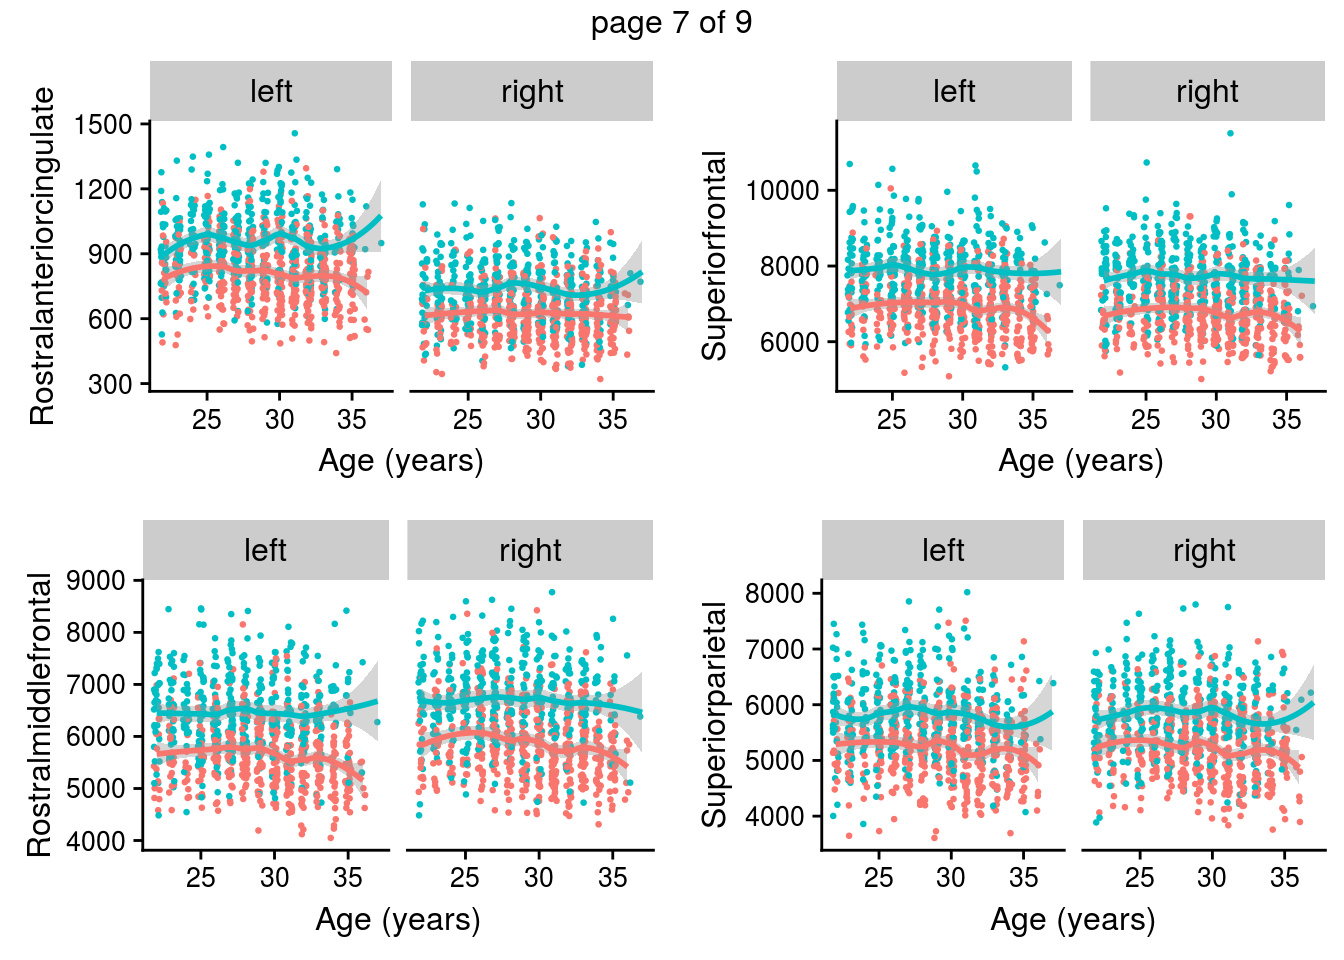 page 7 of 9
left right
Rostralanteriorcingulate
1500
1200
900
600
300
25 30 35 25 30 35
Age (years)
left right
Superiorfrontal
10000
8000
6000
25 30 35 25 30 35
Age (years)
left right
Rostralmiddlefrontal
9000
8000
7000
6000
5000
4000
25 30 35 25 30 35
Age (years)
left right
Superiorparietal
8000
7000
6000
5000
4000
25 30 35 25 30 35
Age (years)